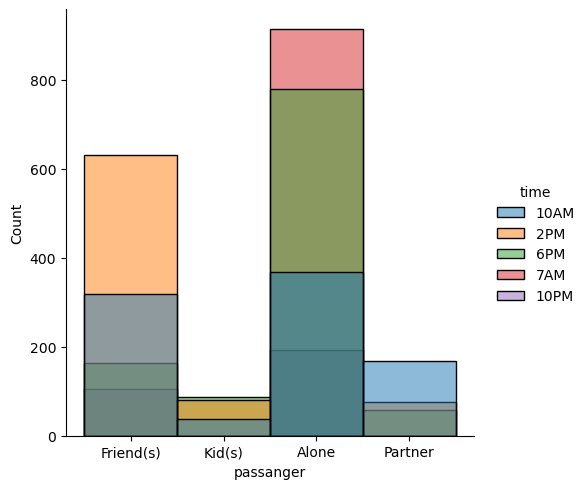 800
600
400
200
0
Count
Friend(s) Kid(s) Alone Partner
passanger
time
10AM
2PM
6PM
7AM
10PM